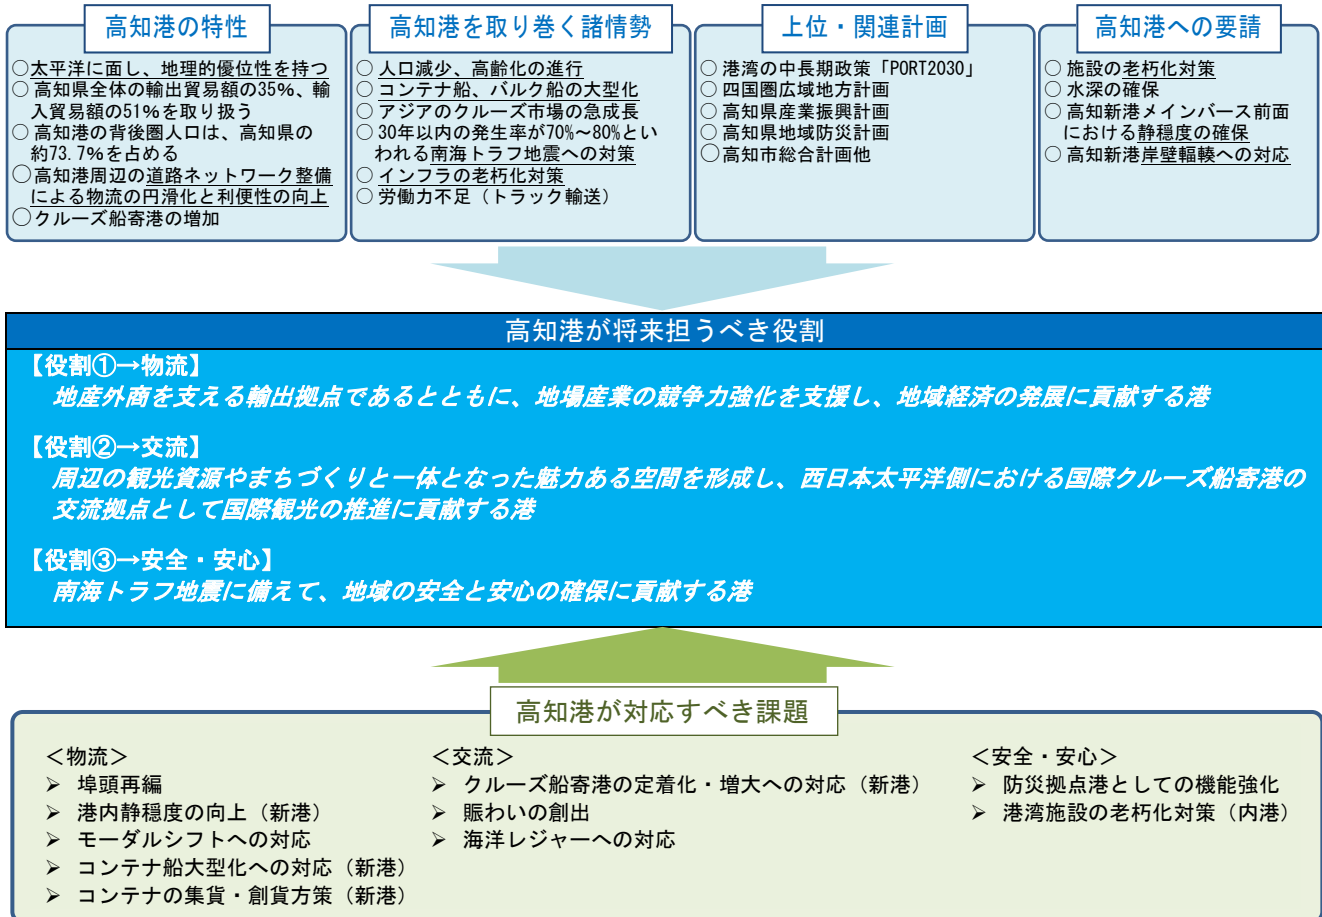 高知港の特性
○太平洋に面し、地理的優位性を持つ
○高知県全体の輸出貿易額の35%、輸
入貿易額の51%を取り扱う
○高知港の背後圏人口は、高知県の
約73.7%を占める
○高知港周辺の道路ネットワーク整備
による物流の円滑化と利便性の向上
○クルーズ船寄港の増加
高知港を取り巻く諸情勢
○人口減少、高齢化の進行
○コンテナ船、バルク船の大型化
○アジアのクルーズ市場の急成長
○30年以内の発生率が70%～80%とい
われる南海トラフ地震への対策
○インフラの老朽化対策
○労働力不足（トラック輸送）
上位・関連計画
○港湾の中長期政策「PORT2030」
○四国圏広域地方計画
○高知県産業振興計画
○高知県地域防災計画
○高知市総合計画他
高知港への要請
○施設の老朽化対策
○水深の確保
○高知新港メインバース前面
における静穏度の確保
○高知新港岸壁輻輳への対応
高知港が将来担うべき役割
【役割①→物流】
地産外商を支える輸出拠点であるとともに、地場産業の競争力強化を支援し、地域経済の発展に貢献する港
【役割②→交流】
周辺の観光資源やまちづくりと一体となった魅力ある空間を形成し、西日本太平洋側における国際クルーズ船寄港の
交流拠点として国際観光の推進に貢献する港
【役割③→安全・安心】
南海トラフ地震に備えて、地域の安全と安心の確保に貢献する港
高知港が対応すべき課題
＜物流＞
➢ 埠頭再編
➢ 港内静穏度の向上（新港）
➢ モーダルシフトへの対応
➢ コンテナ船大型化への対応（新港）
➢ コンテナの集貨・創貨方策（新港）
＜交流＞
➢ クルーズ船寄港の定着化・増大への対応（新港）
➢ 賑わいの創出
➢ 海洋レジャーへの対応
＜安全・安心＞
➢ 防災拠点港としての機能強化
➢ 港湾施設の老朽化対策（内港）